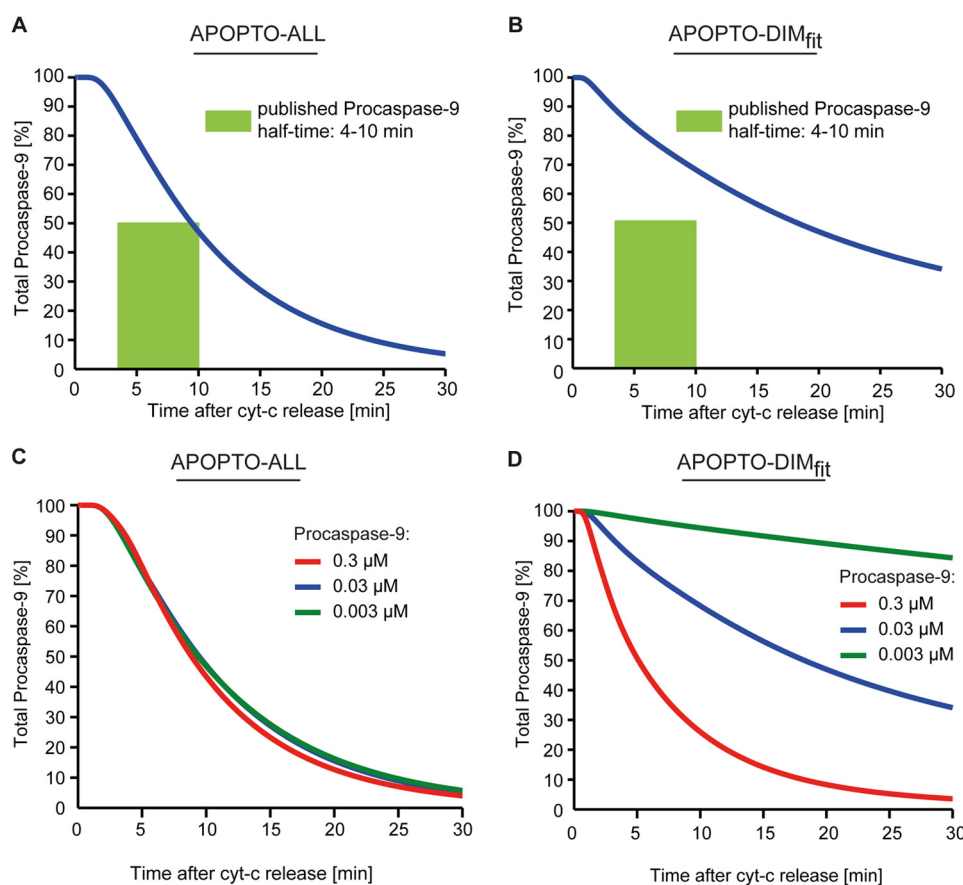 A
APOPTO-ALL
published Procaspase-9
half-time: 4-10 min
Total Procaspase-9 [%]
100
90
80
70
60
50
40
30
20
10
0
0 5 10 15 20 25 30
Time after cyt-c release [min]
B
APOPTO-DIMfit
published Procaspase-9
half-time: 4-10 min
Total Procaspase-9 [%]
100
90
80
70
60
50
40
30
20
10
0
0 5 10 15 20 25 30
Time after cyt-c release [min]
C
APOPTO-ALL
Procaspase-9:
0.3 µM
0.03 µM
0.003 µM
Total Procaspase-9 [%]
100
90
80
70
60
50
40
30
20
10
0
0 5 10 15 20 25 30
Time after cyt-c release [min]
D
APOPTO-DIMfit
Procaspase-9:
0.3 µM
0.03 µM
0.003 µM
Total Procaspase-9 [%]
100
90
80
70
60
50
40
30
20
10
0
0 5 10 15 20 25 30
Time after cyt-c release [min]